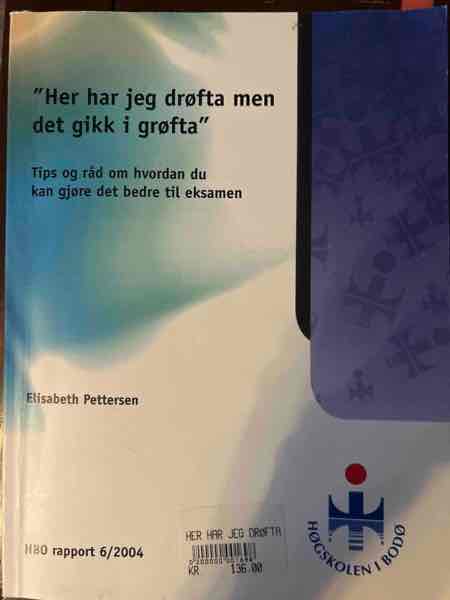 "Her har jeg drøfta men
det gikk i grøfta"
Tips og råd om hvordan du
kan gjøre det bedre til eksamen
Elisabeth Pettersen
HBO rapport 6/2004
HER HAR JEG DRØFTA
KR 136.00
HØGSKOLEN I BODØ